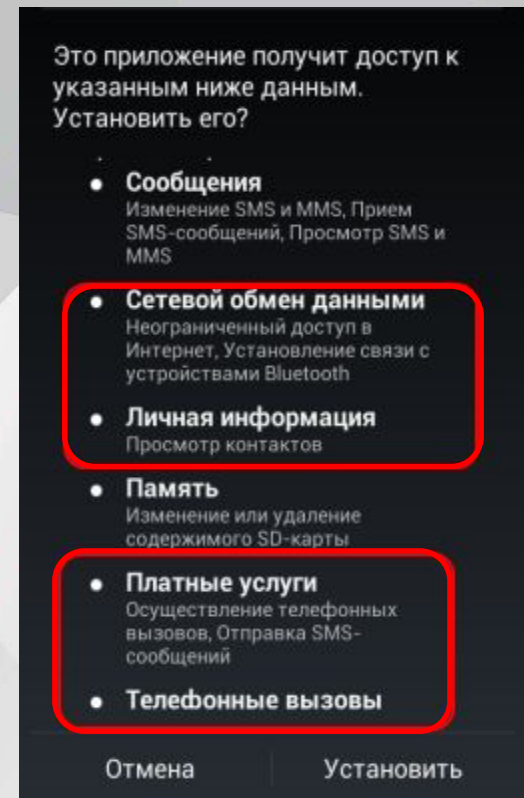 Это приложение получит доступ к
указанным ниже данным.
Установить его?
• Сообщения
Изменение SMS и MMS, Прием
SMS-сообщений, Просмотр SMS и
MMS
• Сетевой обмен данными
Неограниченный доступ в
Интернет, Установление связи с
устройствами Bluetooth
• Личная информация
Просмотр контактов
• Память
Изменение или удаление
содержимого SD-карты
• Платные услуги
Осуществление телефонных
вызовов, Отправка SMS-
сообщений
• Телефонные вызовы
Отмена Установить